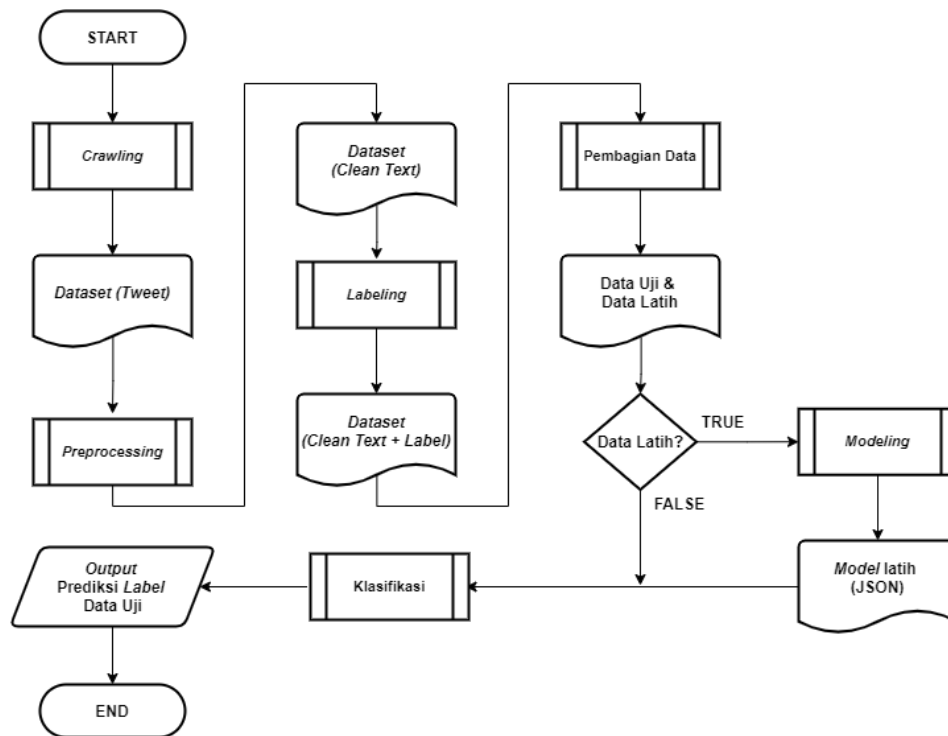 START
Crawling
Dataset (Tweet)
Preprocessing
Dataset
(Clean Text)
Labeling
Dataset
(Clean Text + Label)
Pembagian Data
Data Uji &
Data Latih
Data Latih?
TRUE
FALSE
Modeling
Model latih
(JSON)
Klasifikasi
Output
Prediksi Label
Data Uji
END